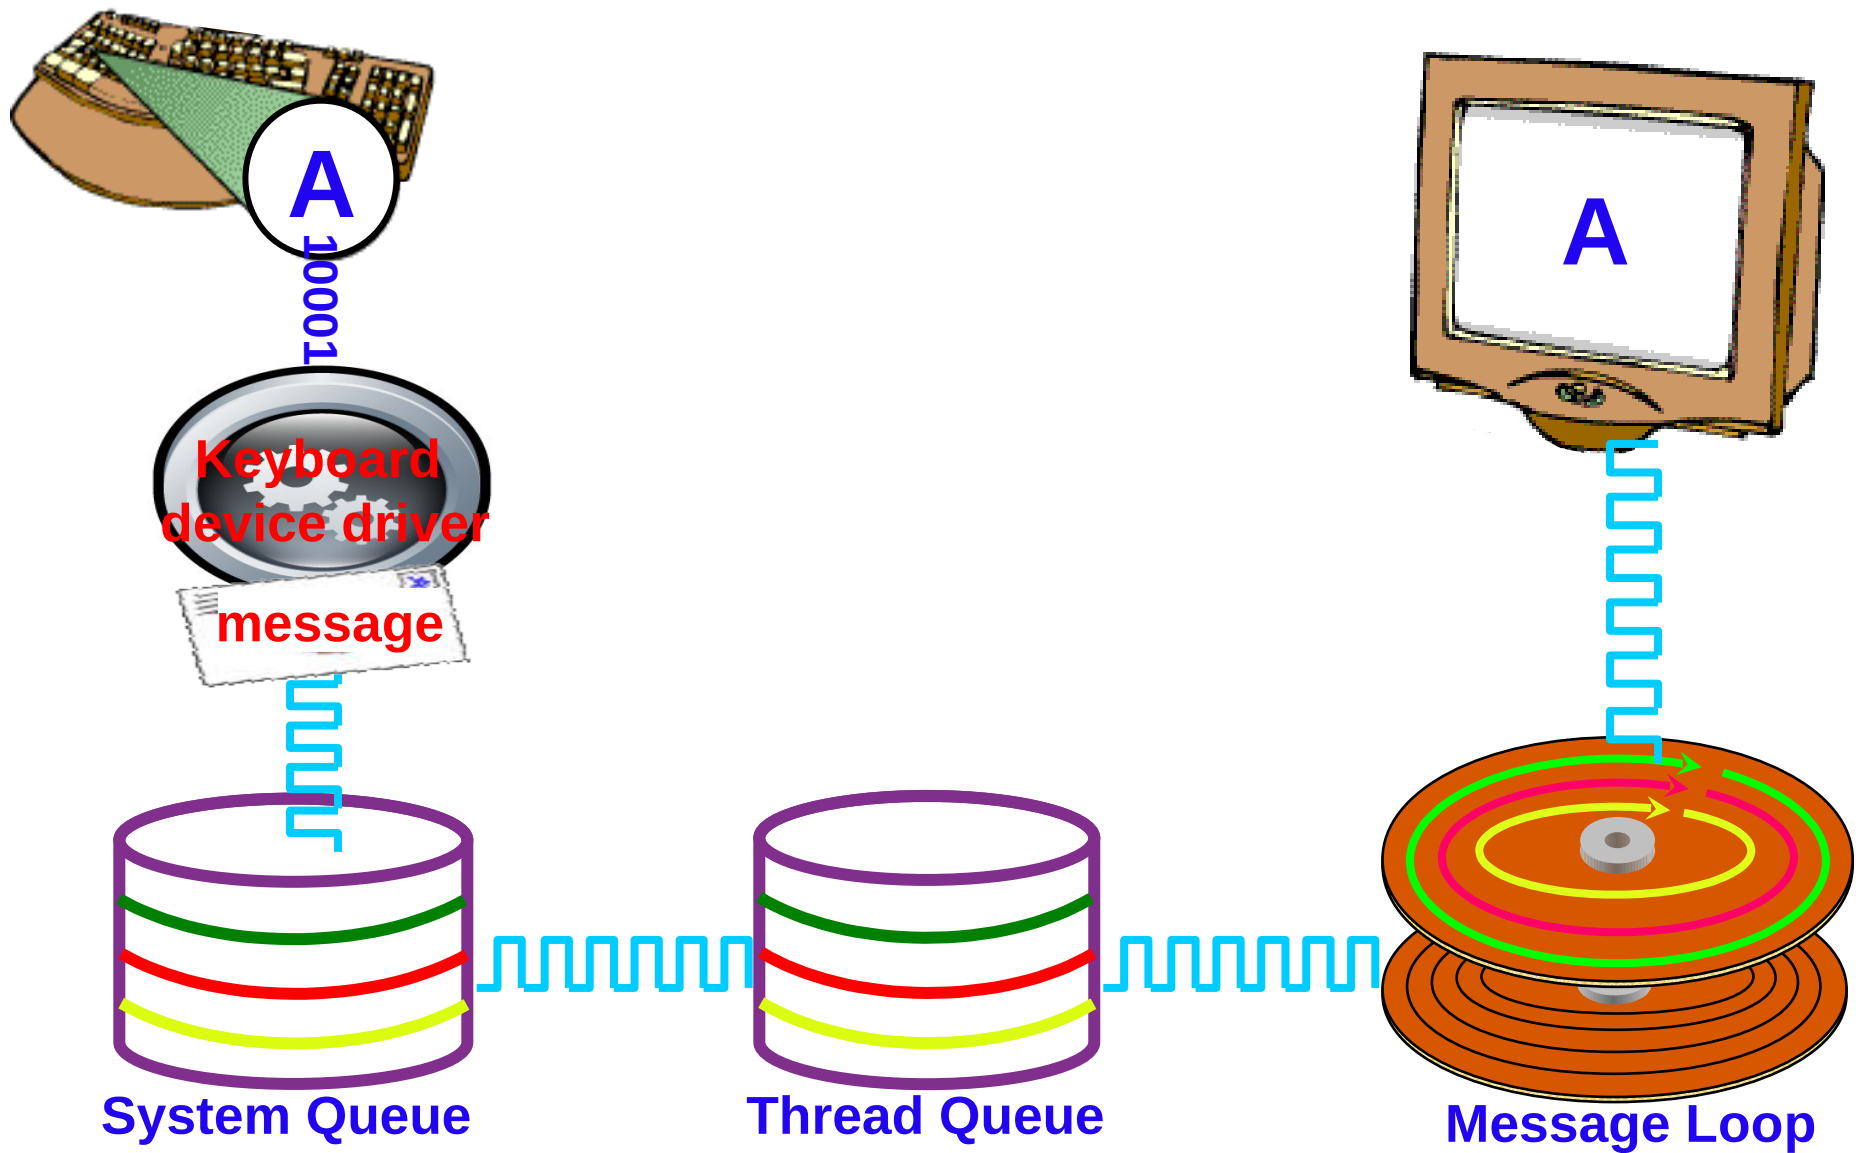 A
10001
Keyboard
device driver
message
A
System Queue
Thread Queue
Message Loop